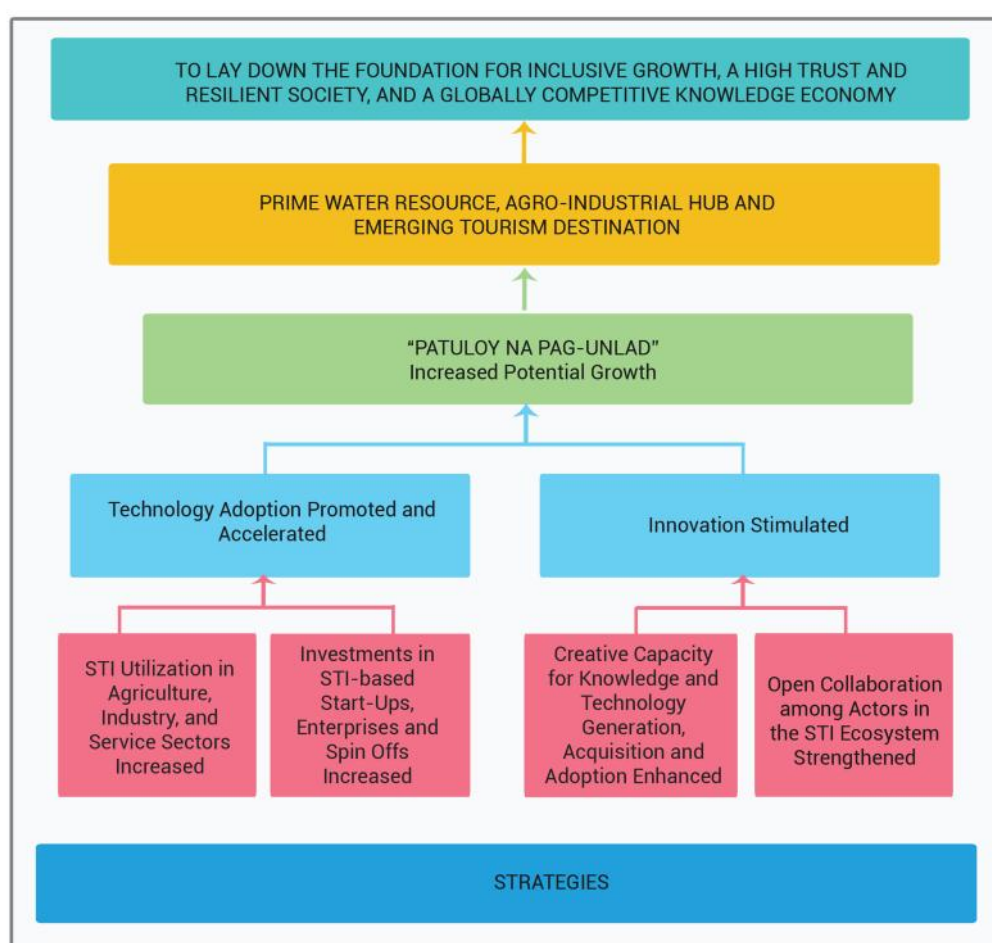 TO LAY DOWN THE FOUNDATION FOR INCLUSIVE GROWTH, A HIGH TRUST AND
RESILIENT SOCIETY, AND A GLOBALLY COMPETITIVE KNOWLEDGE ECONOMY
PRIME WATER RESOURCE, AGRO-INDUSTRIAL HUB AND
EMERGING TOURISM DESTINATION
“PATULOY NA PAG-UNLAD”
Increased Potential Growth
Technology Adoption Promoted and
Accelerated
Innovation Stimulated
STI Utilization in
Agriculture,
Industry, and
Service Sectors
Increased
Investments in
STI-based
Start-Ups,
Enterprises and
Spin Offs
Increased
Creative Capacity
for Knowledge and
Technology
Generation,
Acquisition and
Adoption Enhanced
Open Collaboration
among Actors in
the STI Ecosystem
Strengthened
STRATEGIES